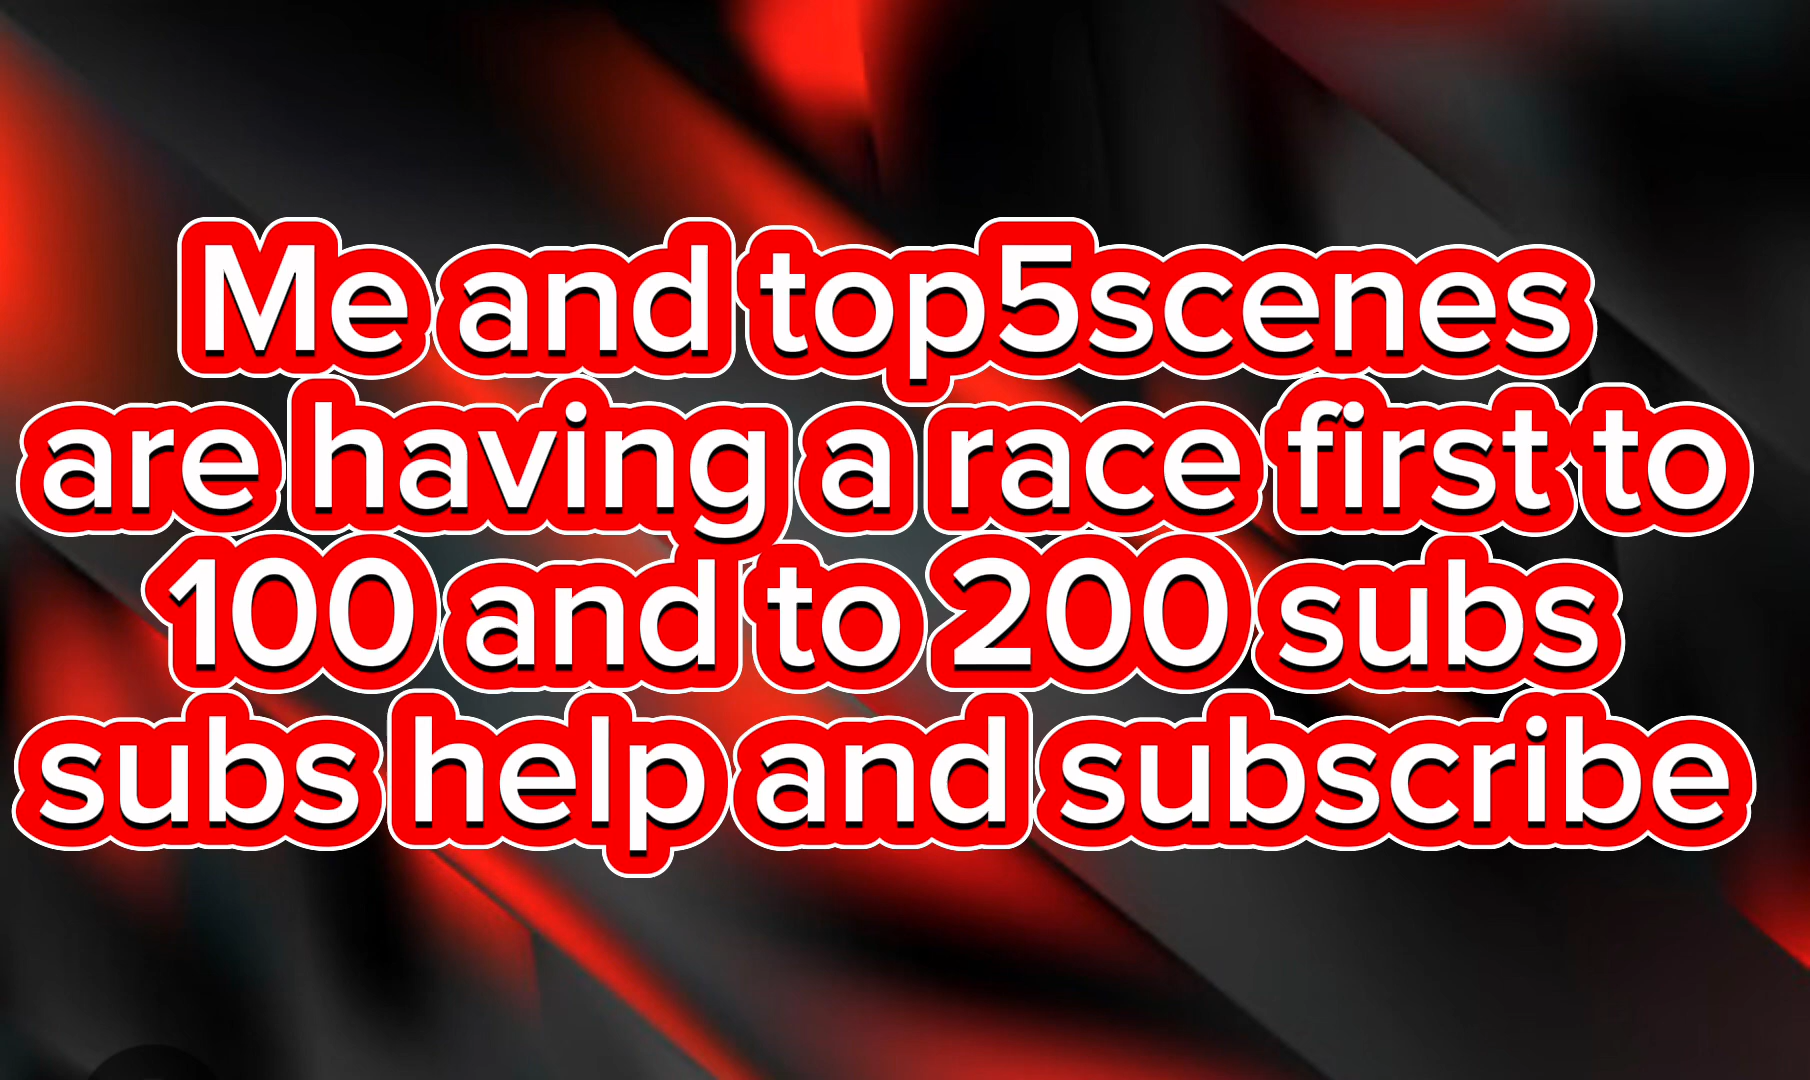 Me and top5scenes
are having a race first to
100 and to 200 subs
subs help and subscribe